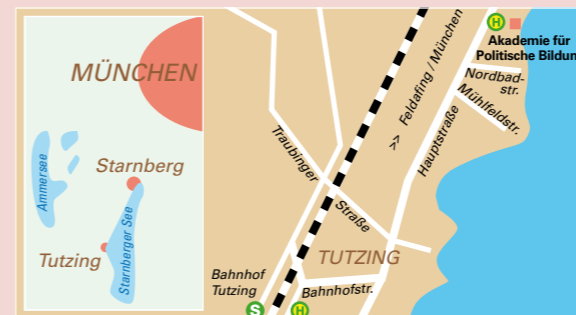 MÜNCHEN
Ammersee
Starnberg
Starnberger See
Tutzing
H
Akademie für
Politische Bildung
Nordbad-
str.
Mühlfeldstr.
>> Feldafing / München
Hauptstraße
Traubinger
Straße
TUTZING
Bahnhof
Tutzing
Bahnhofstr.
S
H